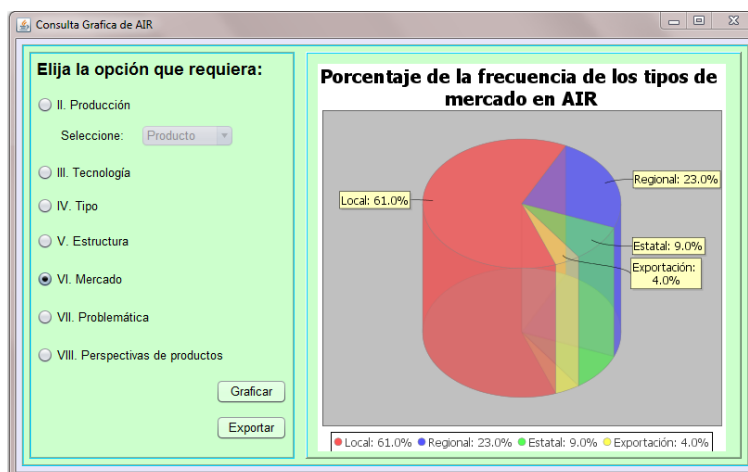 Consulta Grafica de AIR
Elija la opción que requiera:
II. Producción
Seleccione: Producto
III. Tecnología
IV. Tipo
V. Estructura
VI. Mercado
VII. Problemática
VIII. Perspectivas de productos
Graficar
Exportar
Porcentaje de la frecuencia de los tipos de
mercado en AIR
Local: 61.0%
Regional: 23.0%
Estatal: 9.0%
Exportación:
4.0%
Local: 61.0% Regional: 23.0% Estatal: 9.0% Exportación: 4.0%